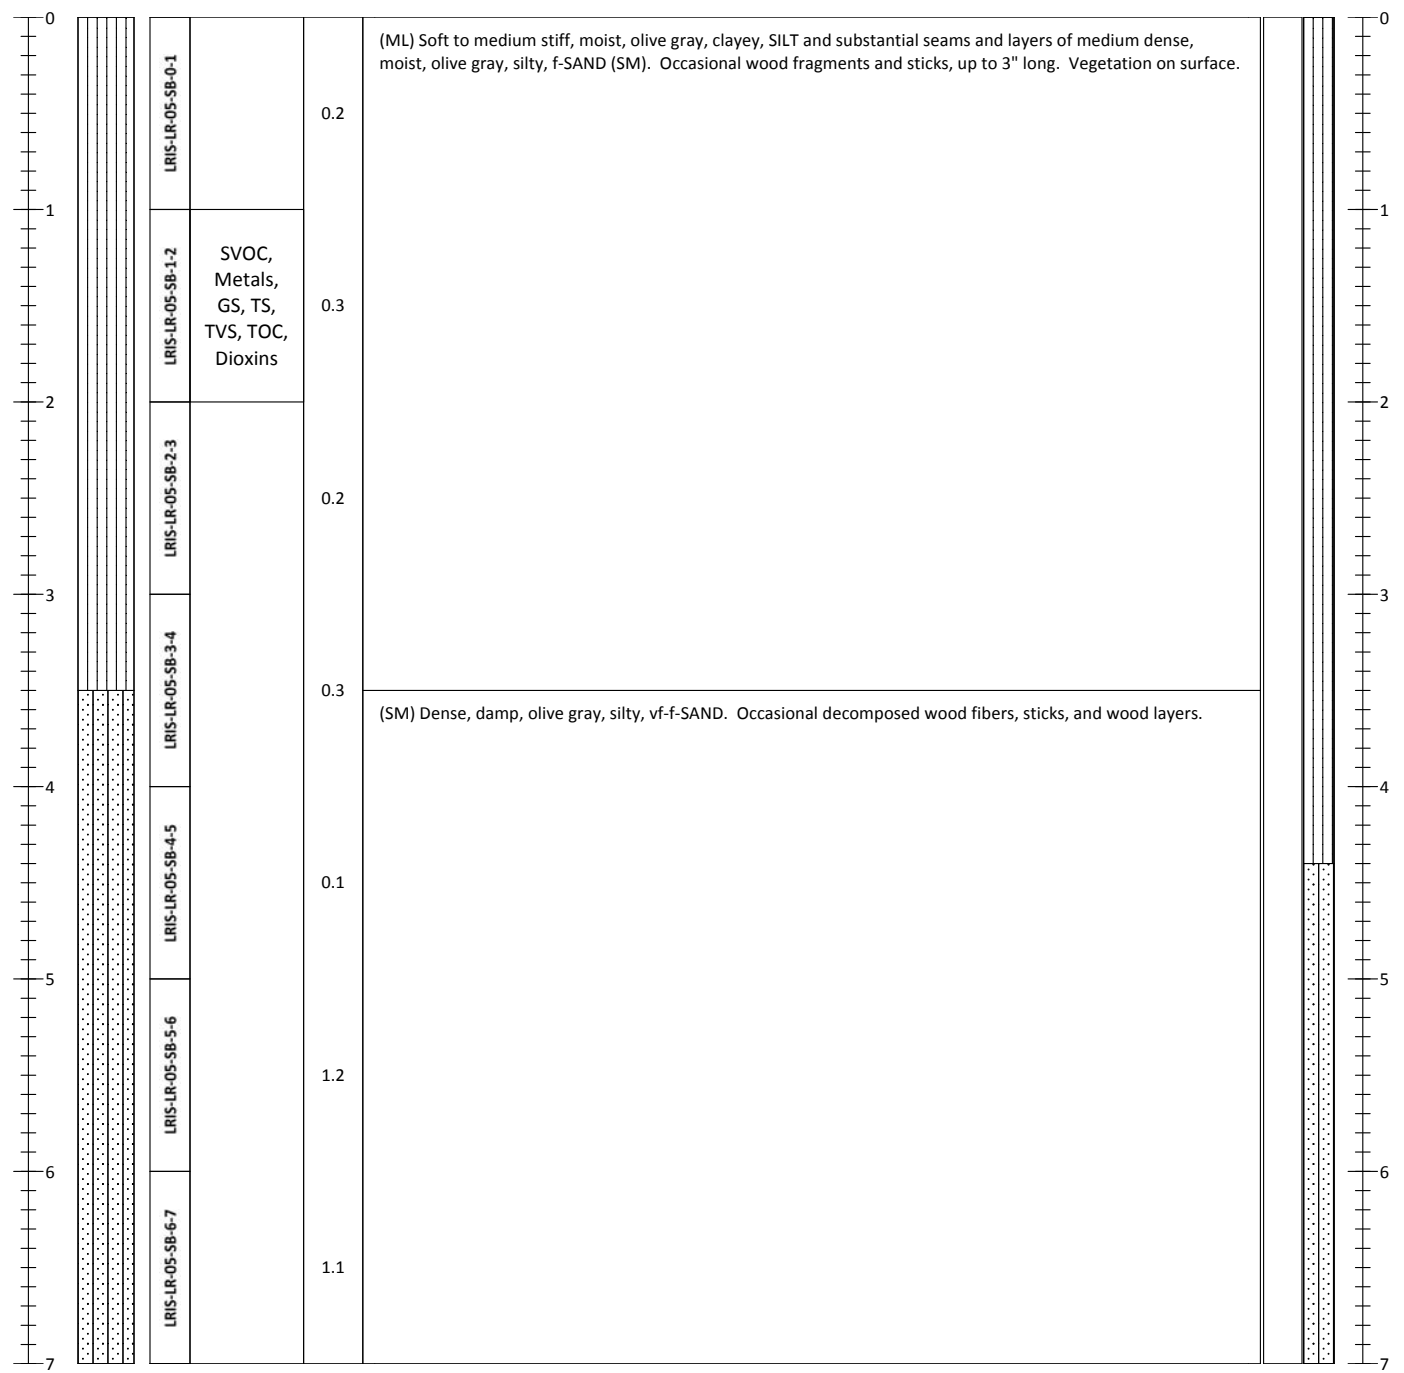 0
0
(ML) Soft to medium stiff, moist, olive gray, clayey, SILT and substantial seams and layers of medium dense,
moist, olive gray, silty, f-SAND (SM).  Occasional wood fragments and sticks, up to 3" long.  Vegetation on surface.
LRIS-LR-05-SB-0-1
0.2
1
1
LRIS-LR-05-SB-1-2
SVOC,
Metals,
GS, TS,
TVS, TOC,
Dioxins
0.3
2
2
LRIS-LR-05-SB-2-3
0.2
3
3
LRIS-LR-05-SB-3-4
0.3
(SM) Dense, damp, olive gray, silty, vf-f-SAND.  Occasional decomposed wood fibers, sticks, and wood layers.
4
4
LRIS-LR-05-SB-4-5
0.1
5
5
LRIS-LR-05-SB-5-6
1.2
6
6
LRIS-LR-05-SB-6-7
1.1
7
7